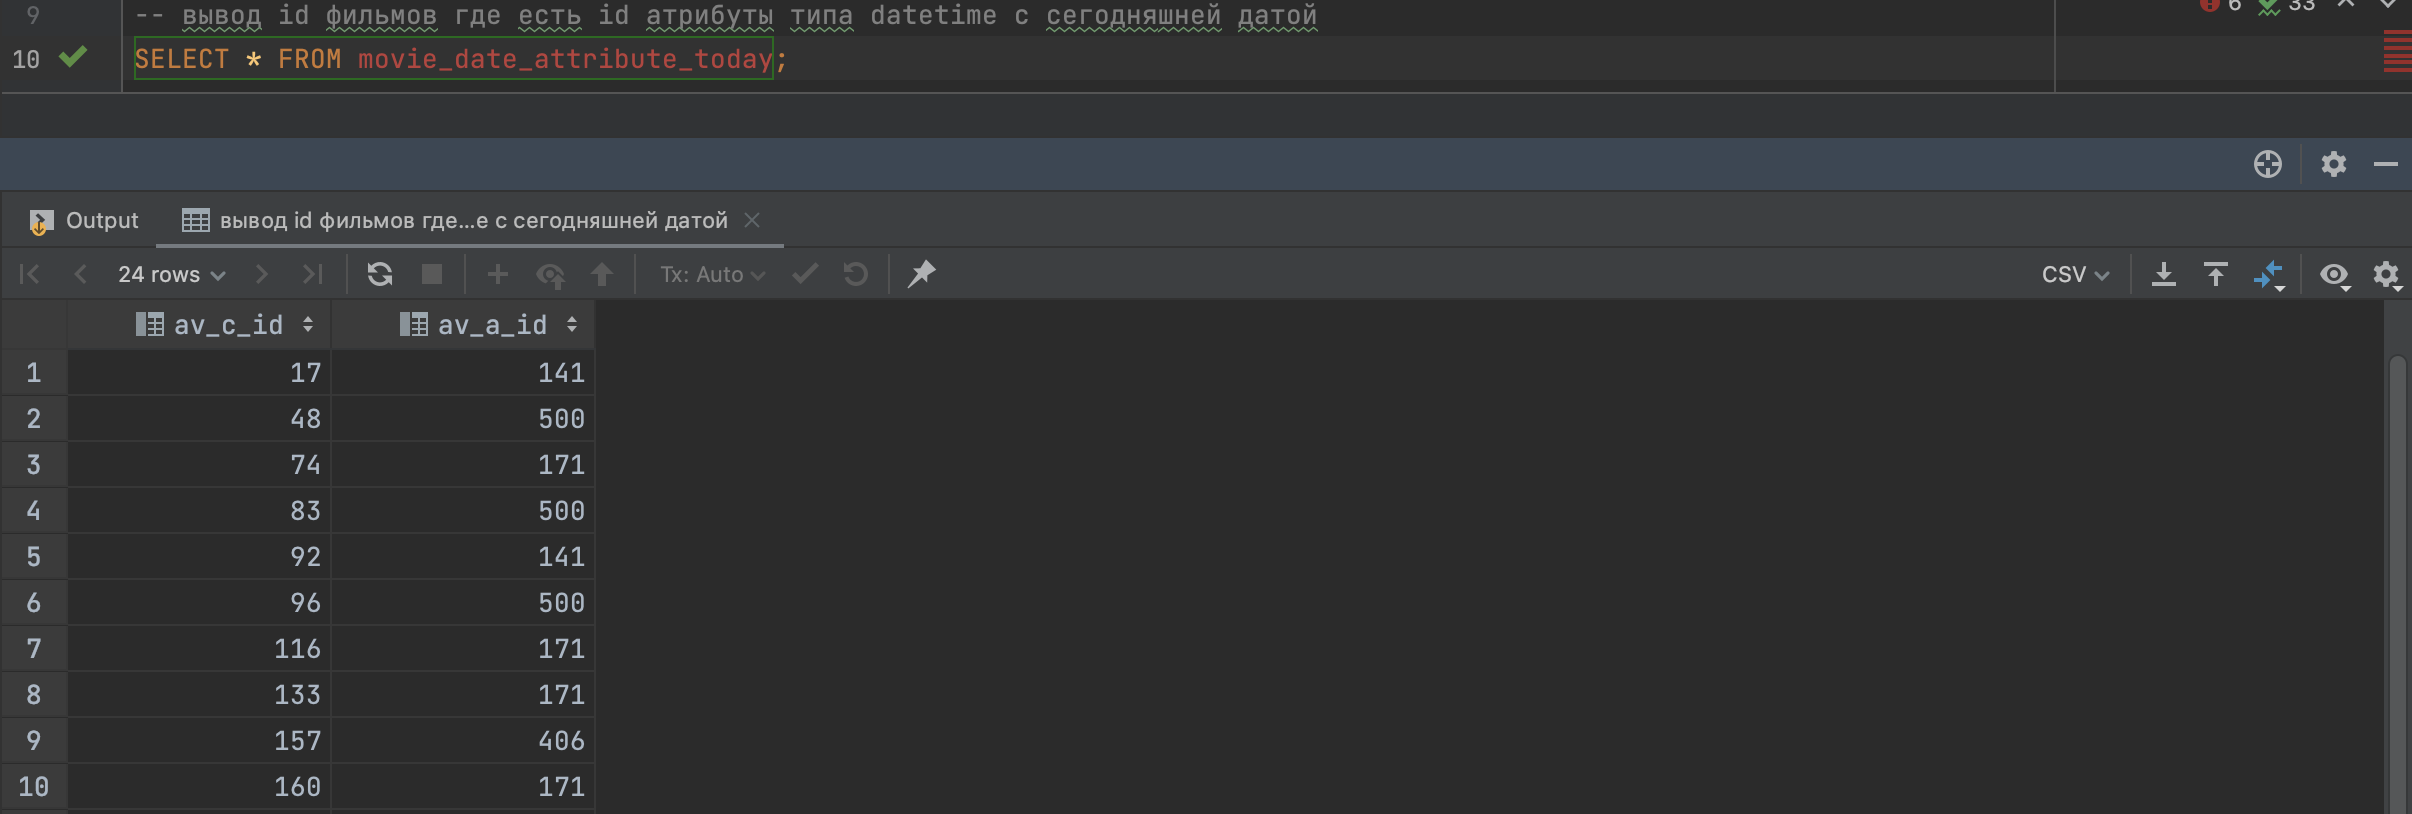 9 -- вывод id фильмов где есть id атрибуты типа datetime с сегодняшней датой
6 33
10 SELECT * FROM movie_date_attribute_today;
Output вывод id фильмов где...е с сегодняшней датой
24 rows Tx: Auto CSV
av_c_id av_a_id
1 17 141
2 48 500
3 74 171
4 83 500
5 92 141
6 96 500
7 116 171
8 133 171
9 157 406
10 160 171